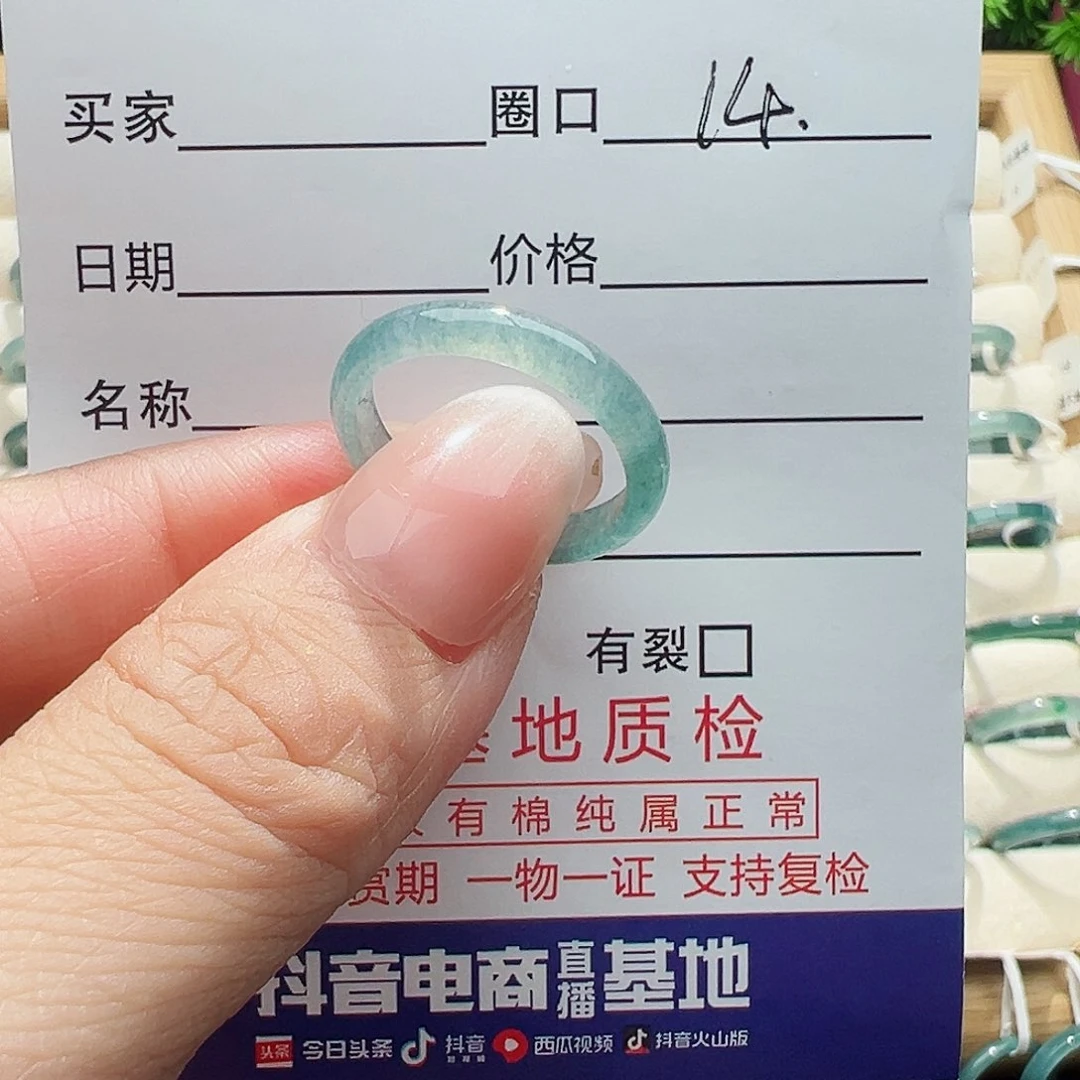 买家 圈口 14.
日期 价格
名称
有裂
地质检
有棉纯属正常
赏期 一物一证 支持复检
抖音电商直播基地
头条 今日头条 抖音 西瓜视频 抖音火山版